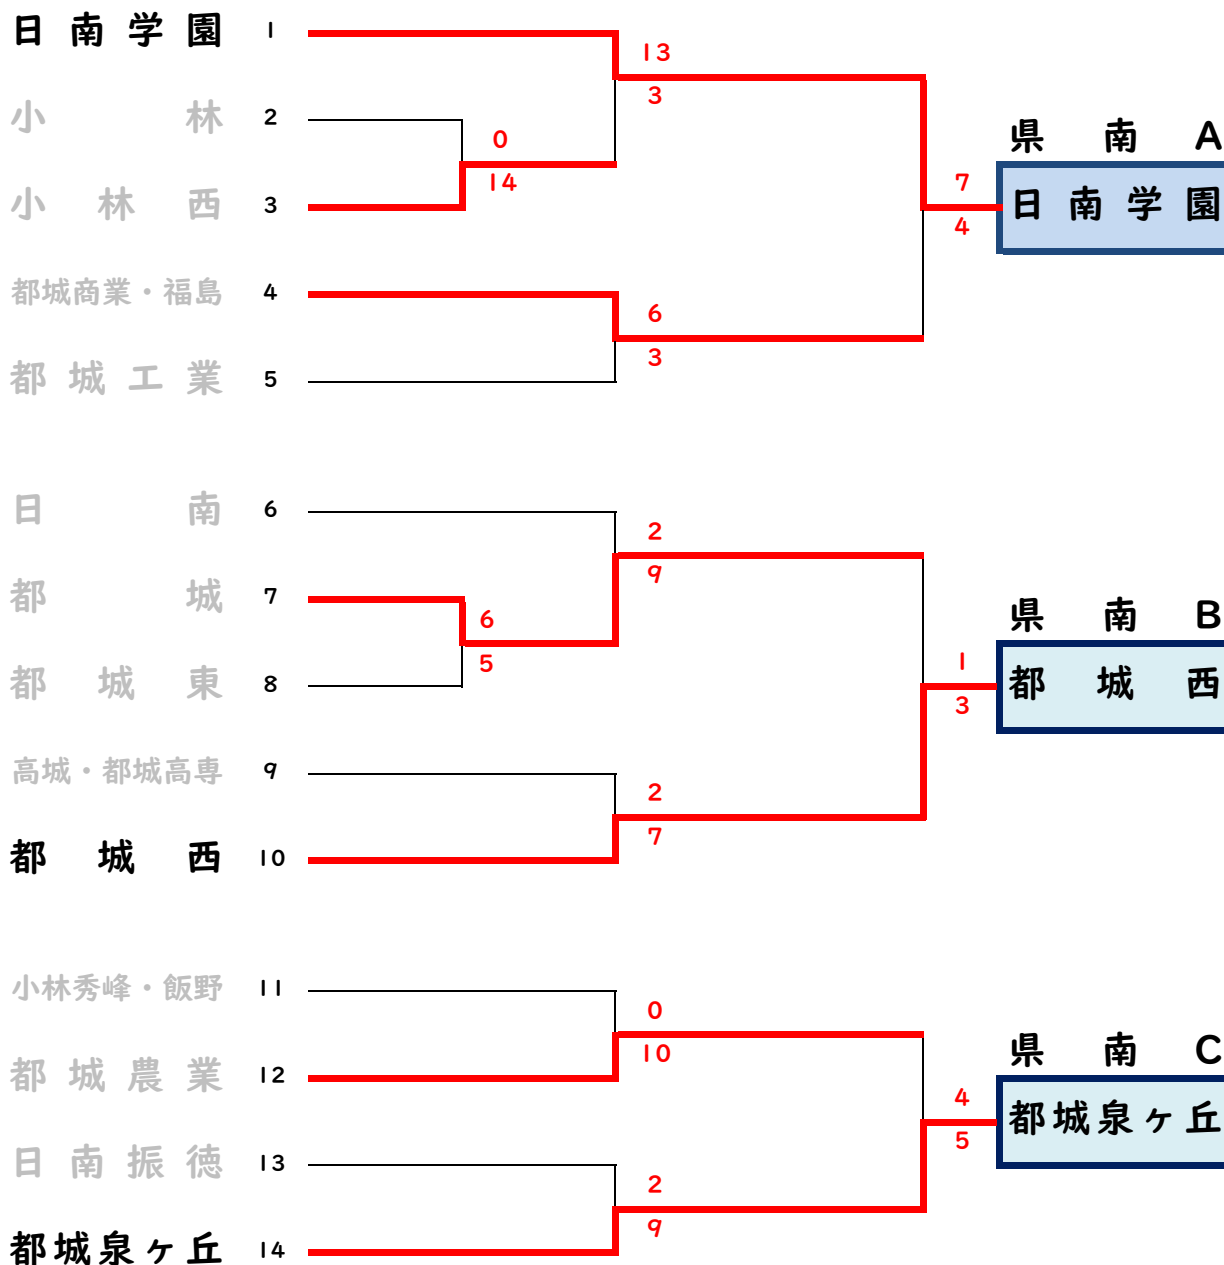 日南学園 1
13
3
小林 2
0
14
県南A
小林西 3
7
4
日南学園
都城商業・福島 4
6
3
都城工業 5
日南 6
2
9
都城 7
6
5
県南B
都城東 8
1
3
都城西
高城・都城高専 9
2
7
都城西 10
小林秀峰・飯野 11
0
10
県南C
都城農業 12
4
5
都城泉ヶ丘
日南振徳 13
2
9
都城泉ヶ丘 14